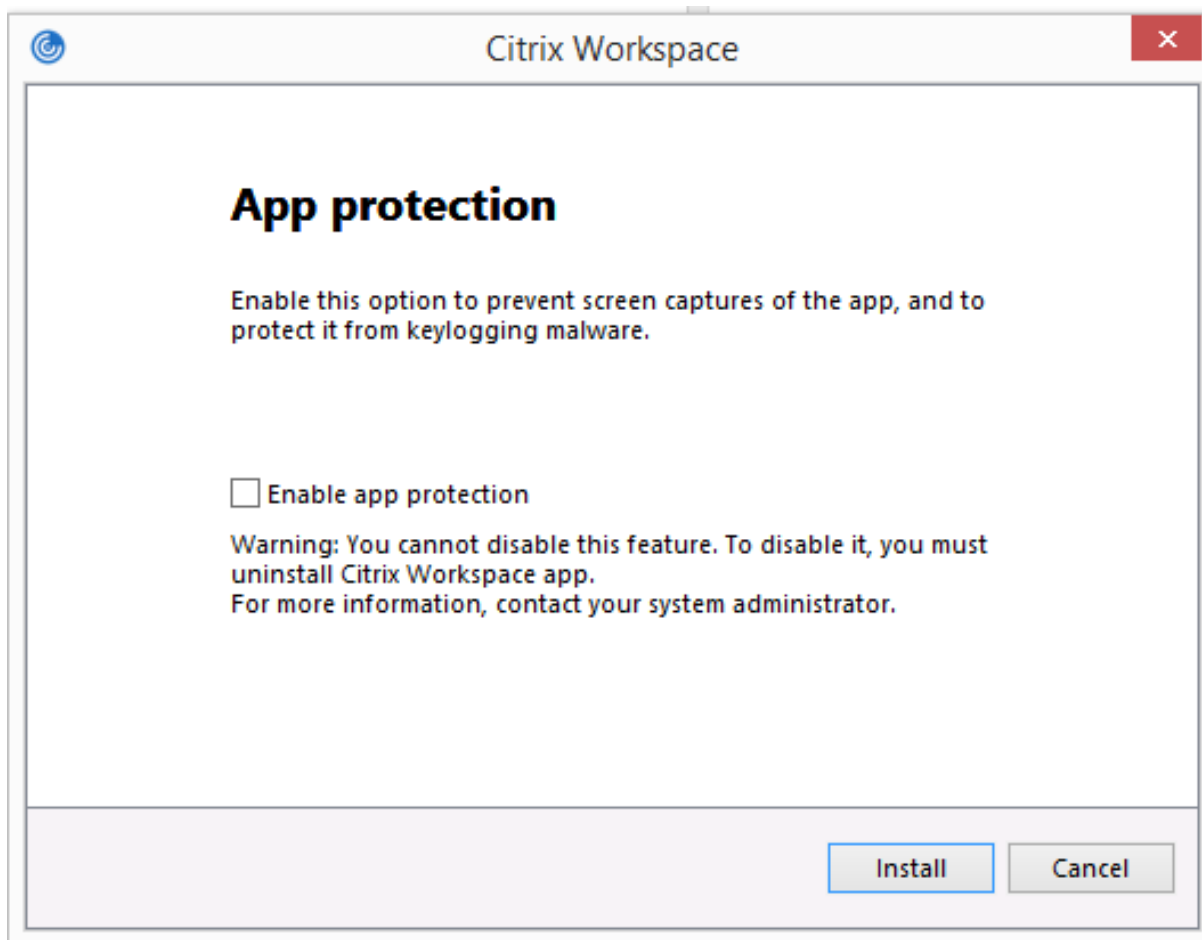 Citrix Workspace
App protection
Enable this option to prevent screen captures of the app, and to
protect it from keylogging malware.
Enable app protection
Warning: You cannot disable this feature. To disable it, you must
uninstall Citrix Workspace app.
For more information, contact your system administrator.
Install
Cancel